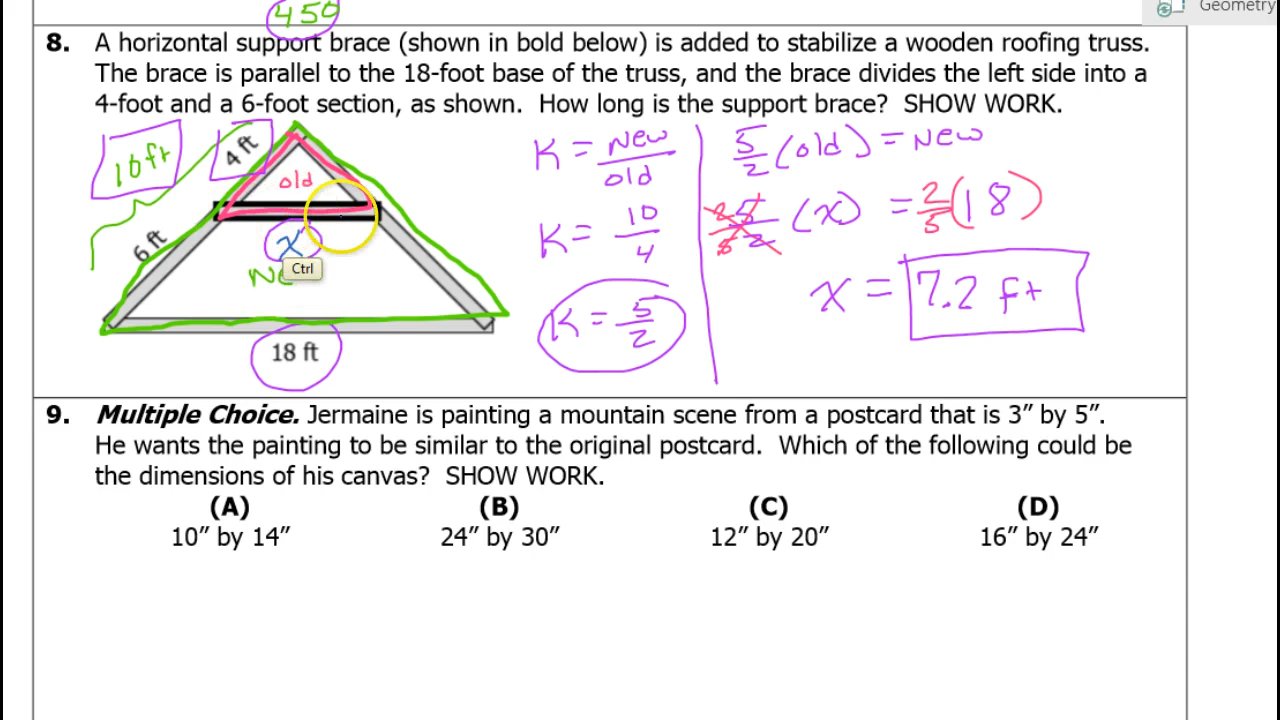 Geometry
450
8. A horizontal support brace (shown in bold below) is added to stabilize a wooden roofing truss.
The brace is parallel to the 18-foot base of the truss, and the brace divides the left side into a
4-foot and a 6-foot section, as shown. How long is the support brace? SHOW WORK.
10 ft
4 ft
old
6 ft
x
Ctrl
18 ft
K = New/old
K = 10/4
K = 5/2
5/2 (old) = New
2/5 5/2 (x) = 2/5 (18)
x = 7.2 ft
9. Multiple Choice. Jermaine is painting a mountain scene from a postcard that is 3” by 5”.
He wants the painting to be similar to the original postcard. Which of the following could be
the dimensions of his canvas? SHOW WORK.
(A) (B) (C) (D)
10” by 14” 24” by 30” 12” by 20” 16” by 24”